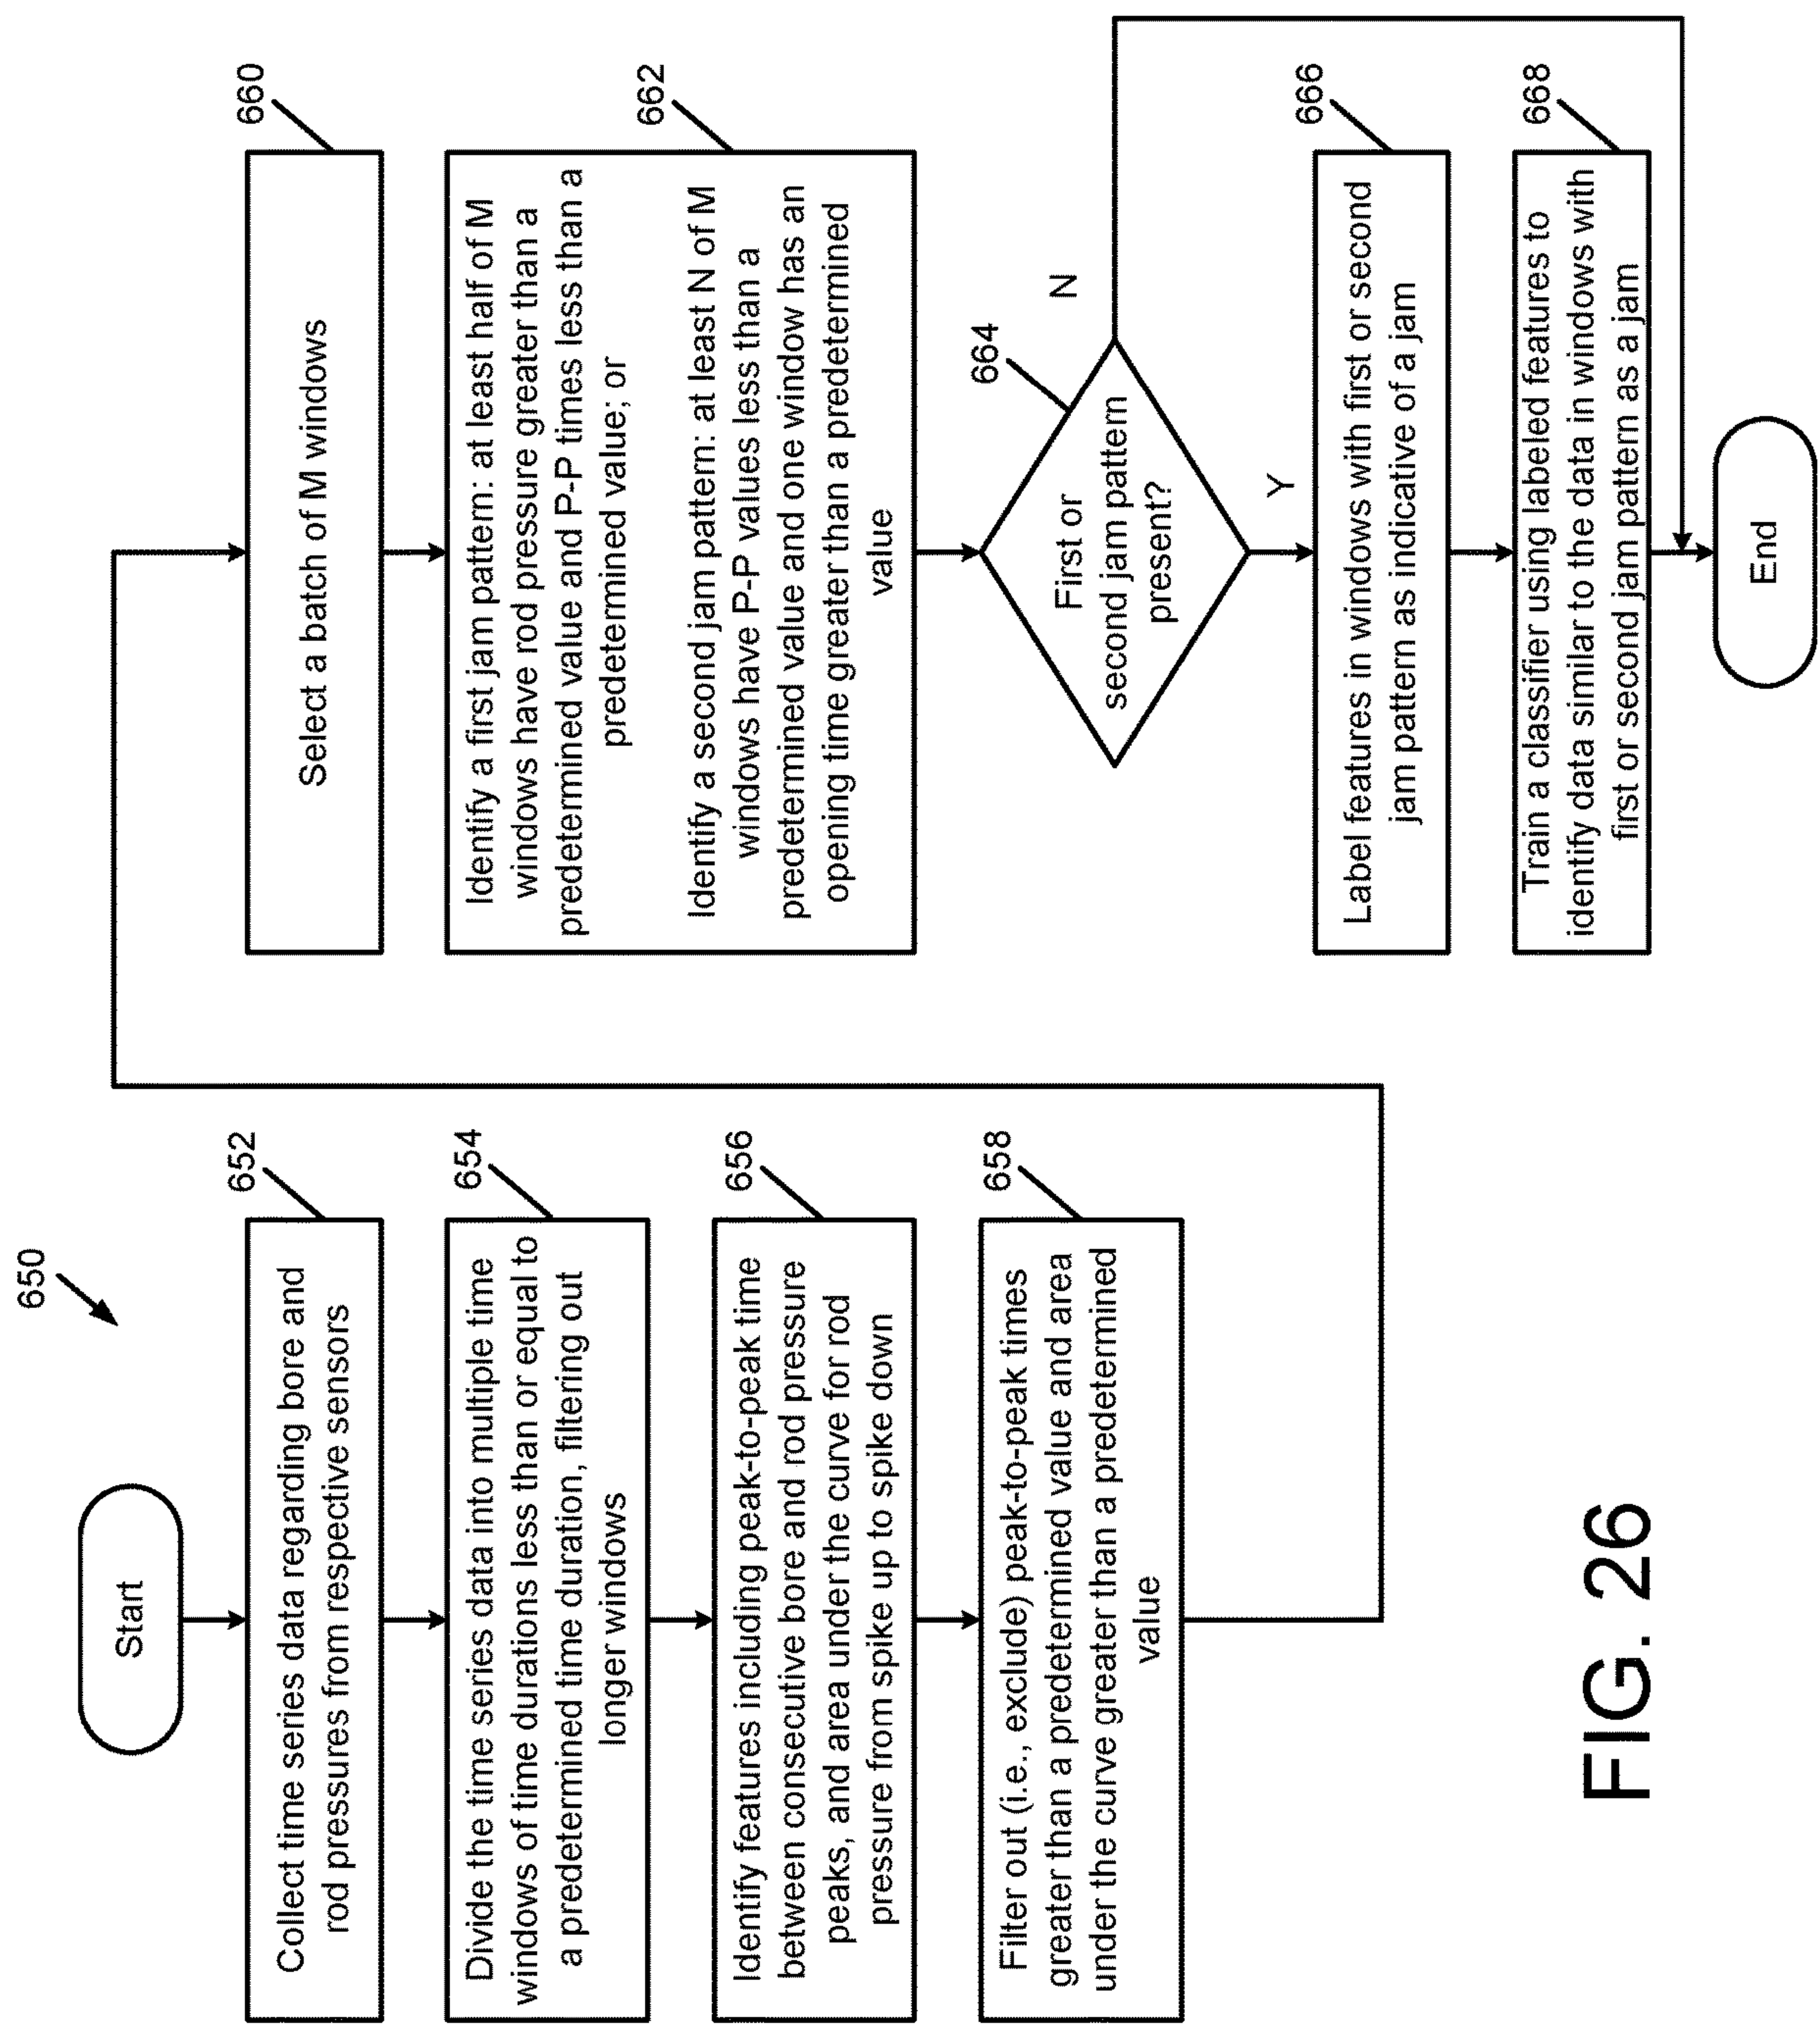 650
Start
652
Collect time series data regarding bore and
rod pressures from respective sensors
654
Divide the time series data into multiple time
windows of time durations less than or equal to
a predetermined time duration, filtering out
longer windows
656
Identify features including peak-to-peak time
between consecutive bore and rod pressure
peaks, and area under the curve for rod
pressure from spike up to spike down
658
Filter out (i.e., exclude) peak-to-peak times
greater than a predetermined value and area
under the curve greater than a predetermined
value
660
Select a batch of M windows
662
Identify a first jam pattern: at least half of M
windows have rod pressure greater than a
predetermined value and P-P times less than a
predetermined value; or
Identify a second jam pattern: at least N of M
windows have P-P values less than a
predetermined value and one window has an
opening time greater than a predetermined
value
664
First or
second jam pattern
present?
N
Y
666
Label features in windows with first or second
jam pattern as indicative of a jam
668
Train a classifier using labeled features to
identify data similar to the data in windows with
first or second jam pattern as a jam
End
FIG. 26